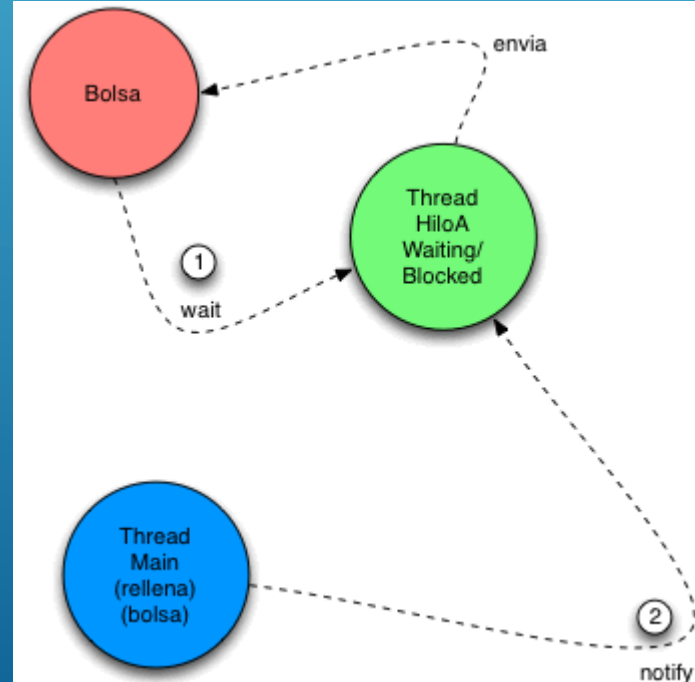 envia
Bolsa
Thread
HiloA
Waiting/
Blocked
1
wait
Thread
Main
(rellena)
(bolsa)
2
notify